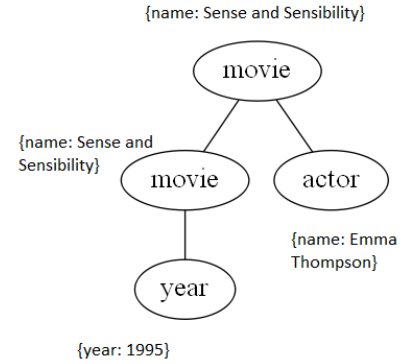 {name: Sense and Sensibility}
movie
{name: Sense and
Sensibility}
movie
actor
{name: Emma
Thompson}
year
{year: 1995}